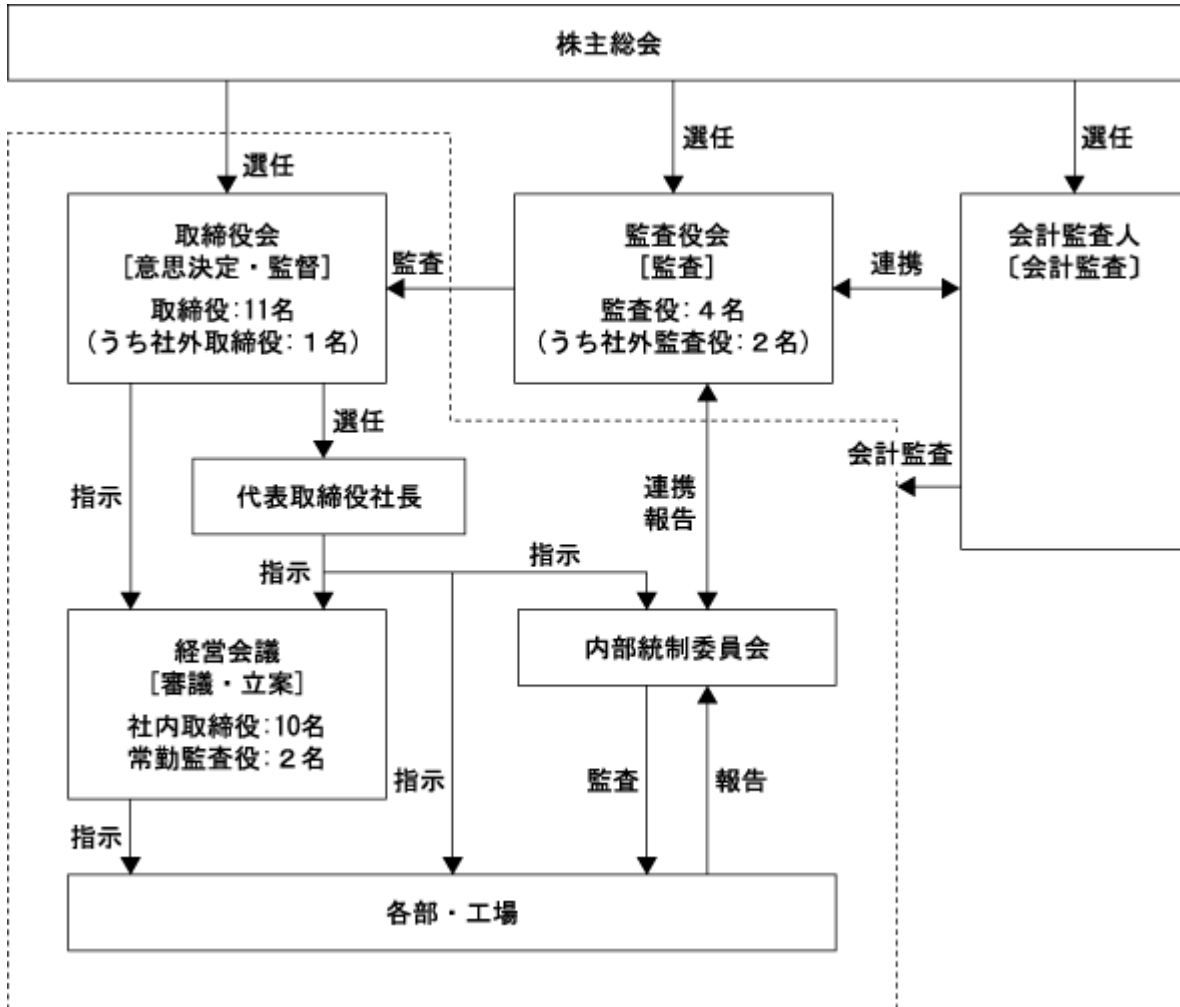 株主総会
選任
選任
選任
取締役会
[意思決定・監督]
取締役:11名
(うち社外取締役:1名)
監査
監査役会
[監査]
監査役:4名
(うち社外監査役:2名)
連携
会計監査人
〔会計監査〕
選任
会計監査
指示
代表取締役社長
連携
報告
指示
指示
経営会議
[審議・立案]
社内取締役:10名
常勤監査役:2名
内部統制委員会
指示
監査
報告
指示
各部・工場